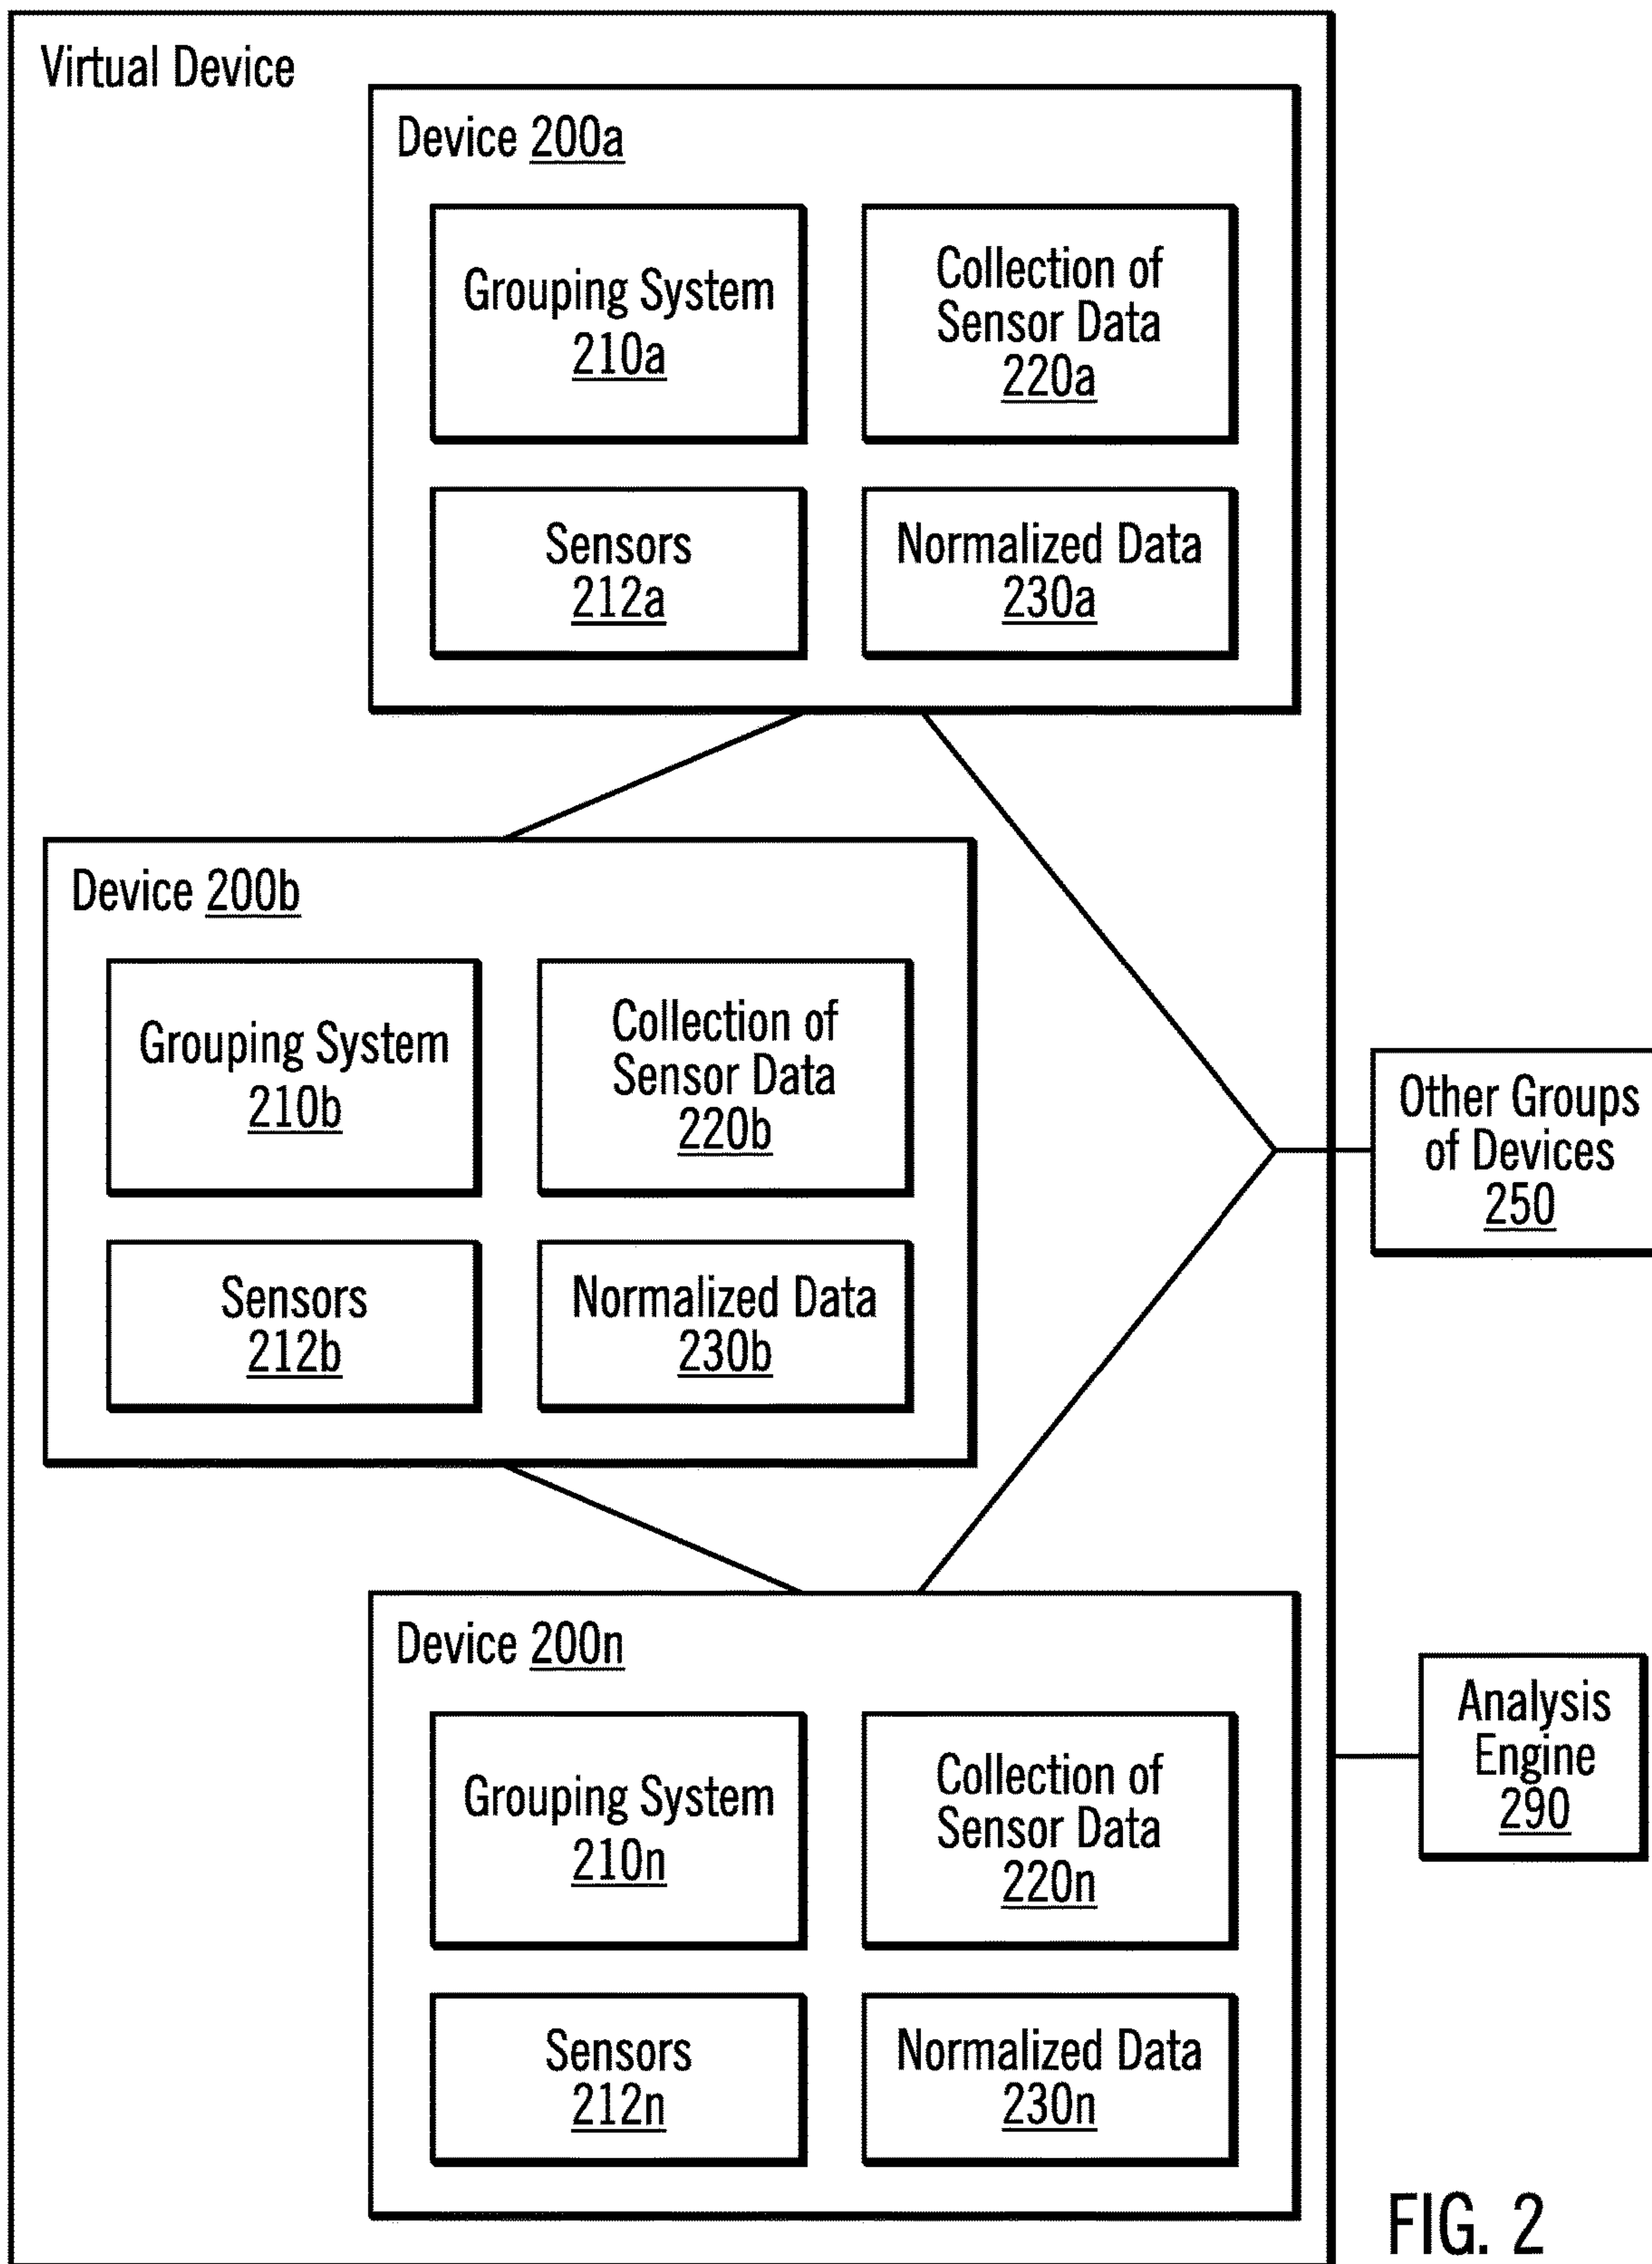 Virtual Device
Device 200a
Grouping System
210a
Collection of
Sensor Data
220a
Sensors
212a
Normalized Data
230a
Device 200b
Grouping System
210b
Collection of
Sensor Data
220b
Sensors
212b
Normalized Data
230b
Other Groups
of Devices
250
Device 200n
Grouping System
210n
Collection of
Sensor Data
220n
Sensors
212n
Normalized Data
230n
Analysis
Engine
290
FIG. 2